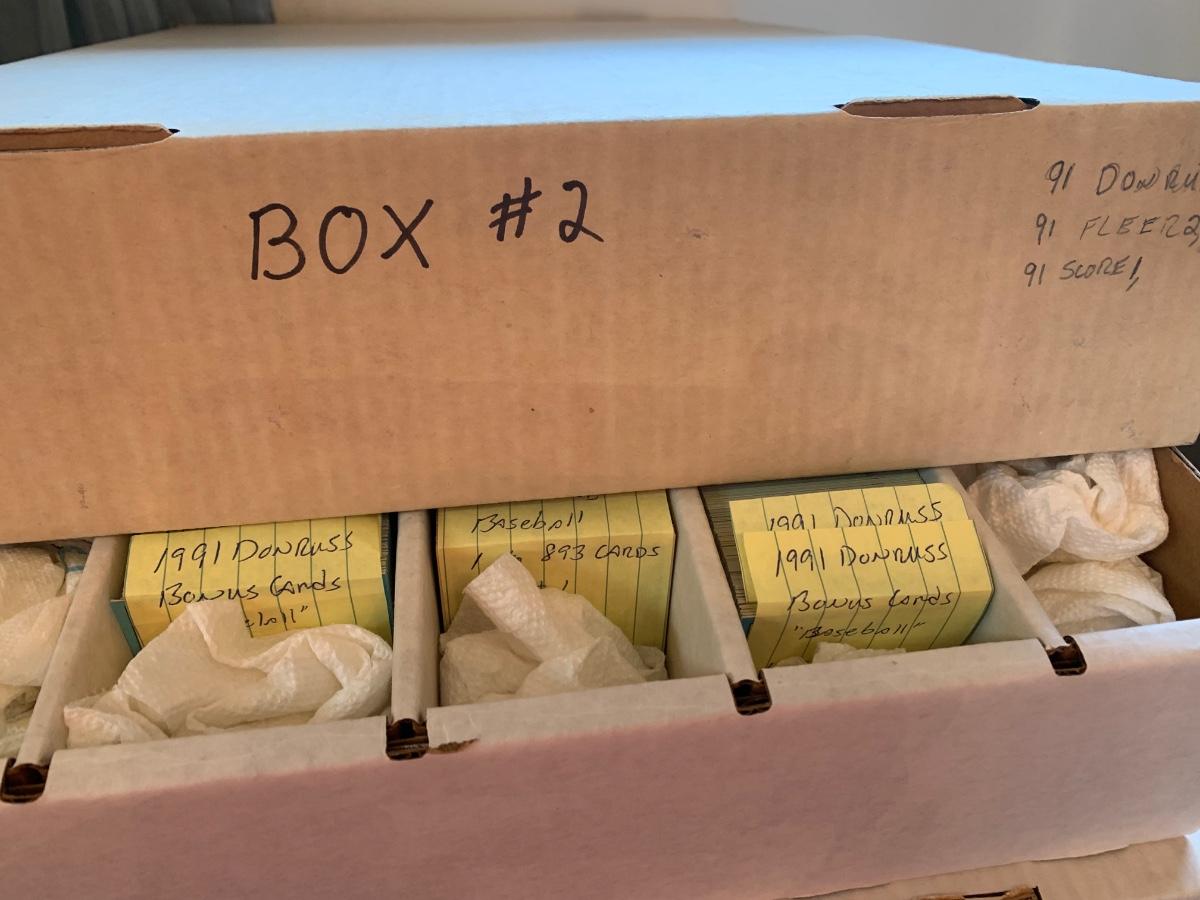 BOX #2
91 DONRU
91 FLEER2,
91 SCORE1,
1991 DONRUSS
BONUS Cards
Baseball
893 CARDS
1991 DONRUSS
1991 DONRUSS
Bonus Cards
"Baseball"